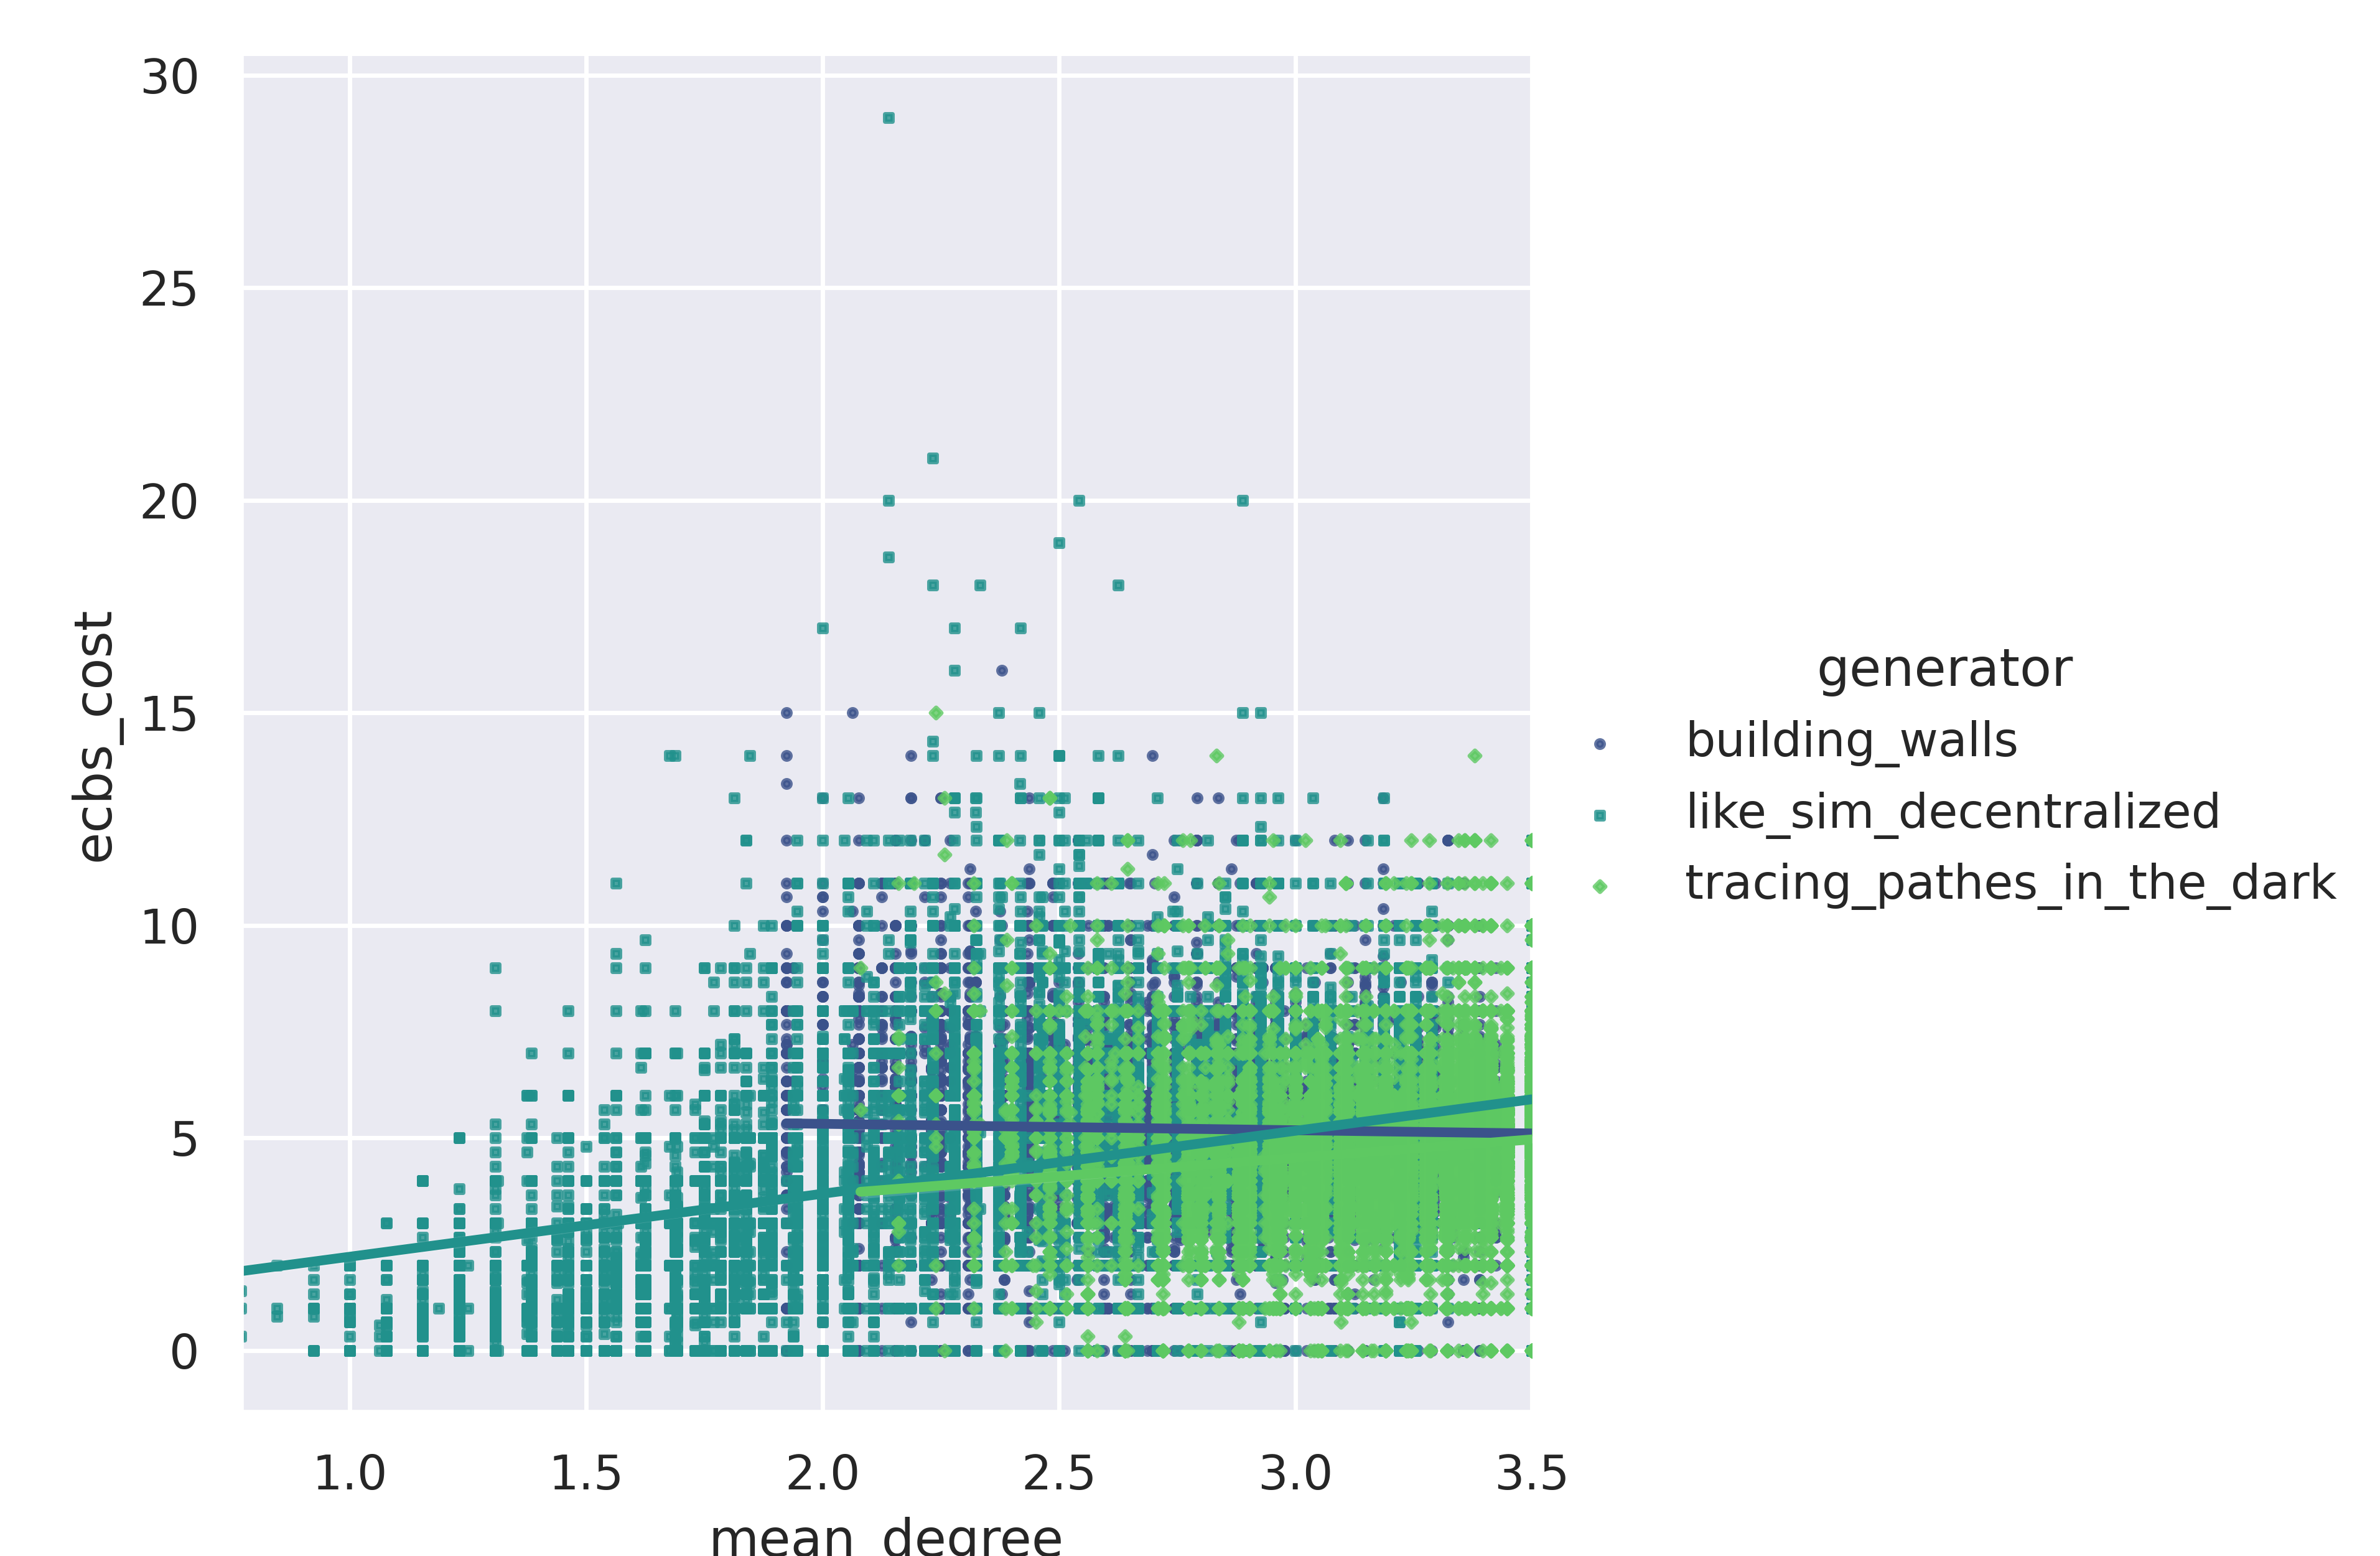 30
25
20
15
10
5
0
ecbs_cost
1.0 1.5 2.0 2.5 3.0 3.5
mean_degree
generator
building_walls
like_sim_decentralized
tracing_pathes_in_the_dark